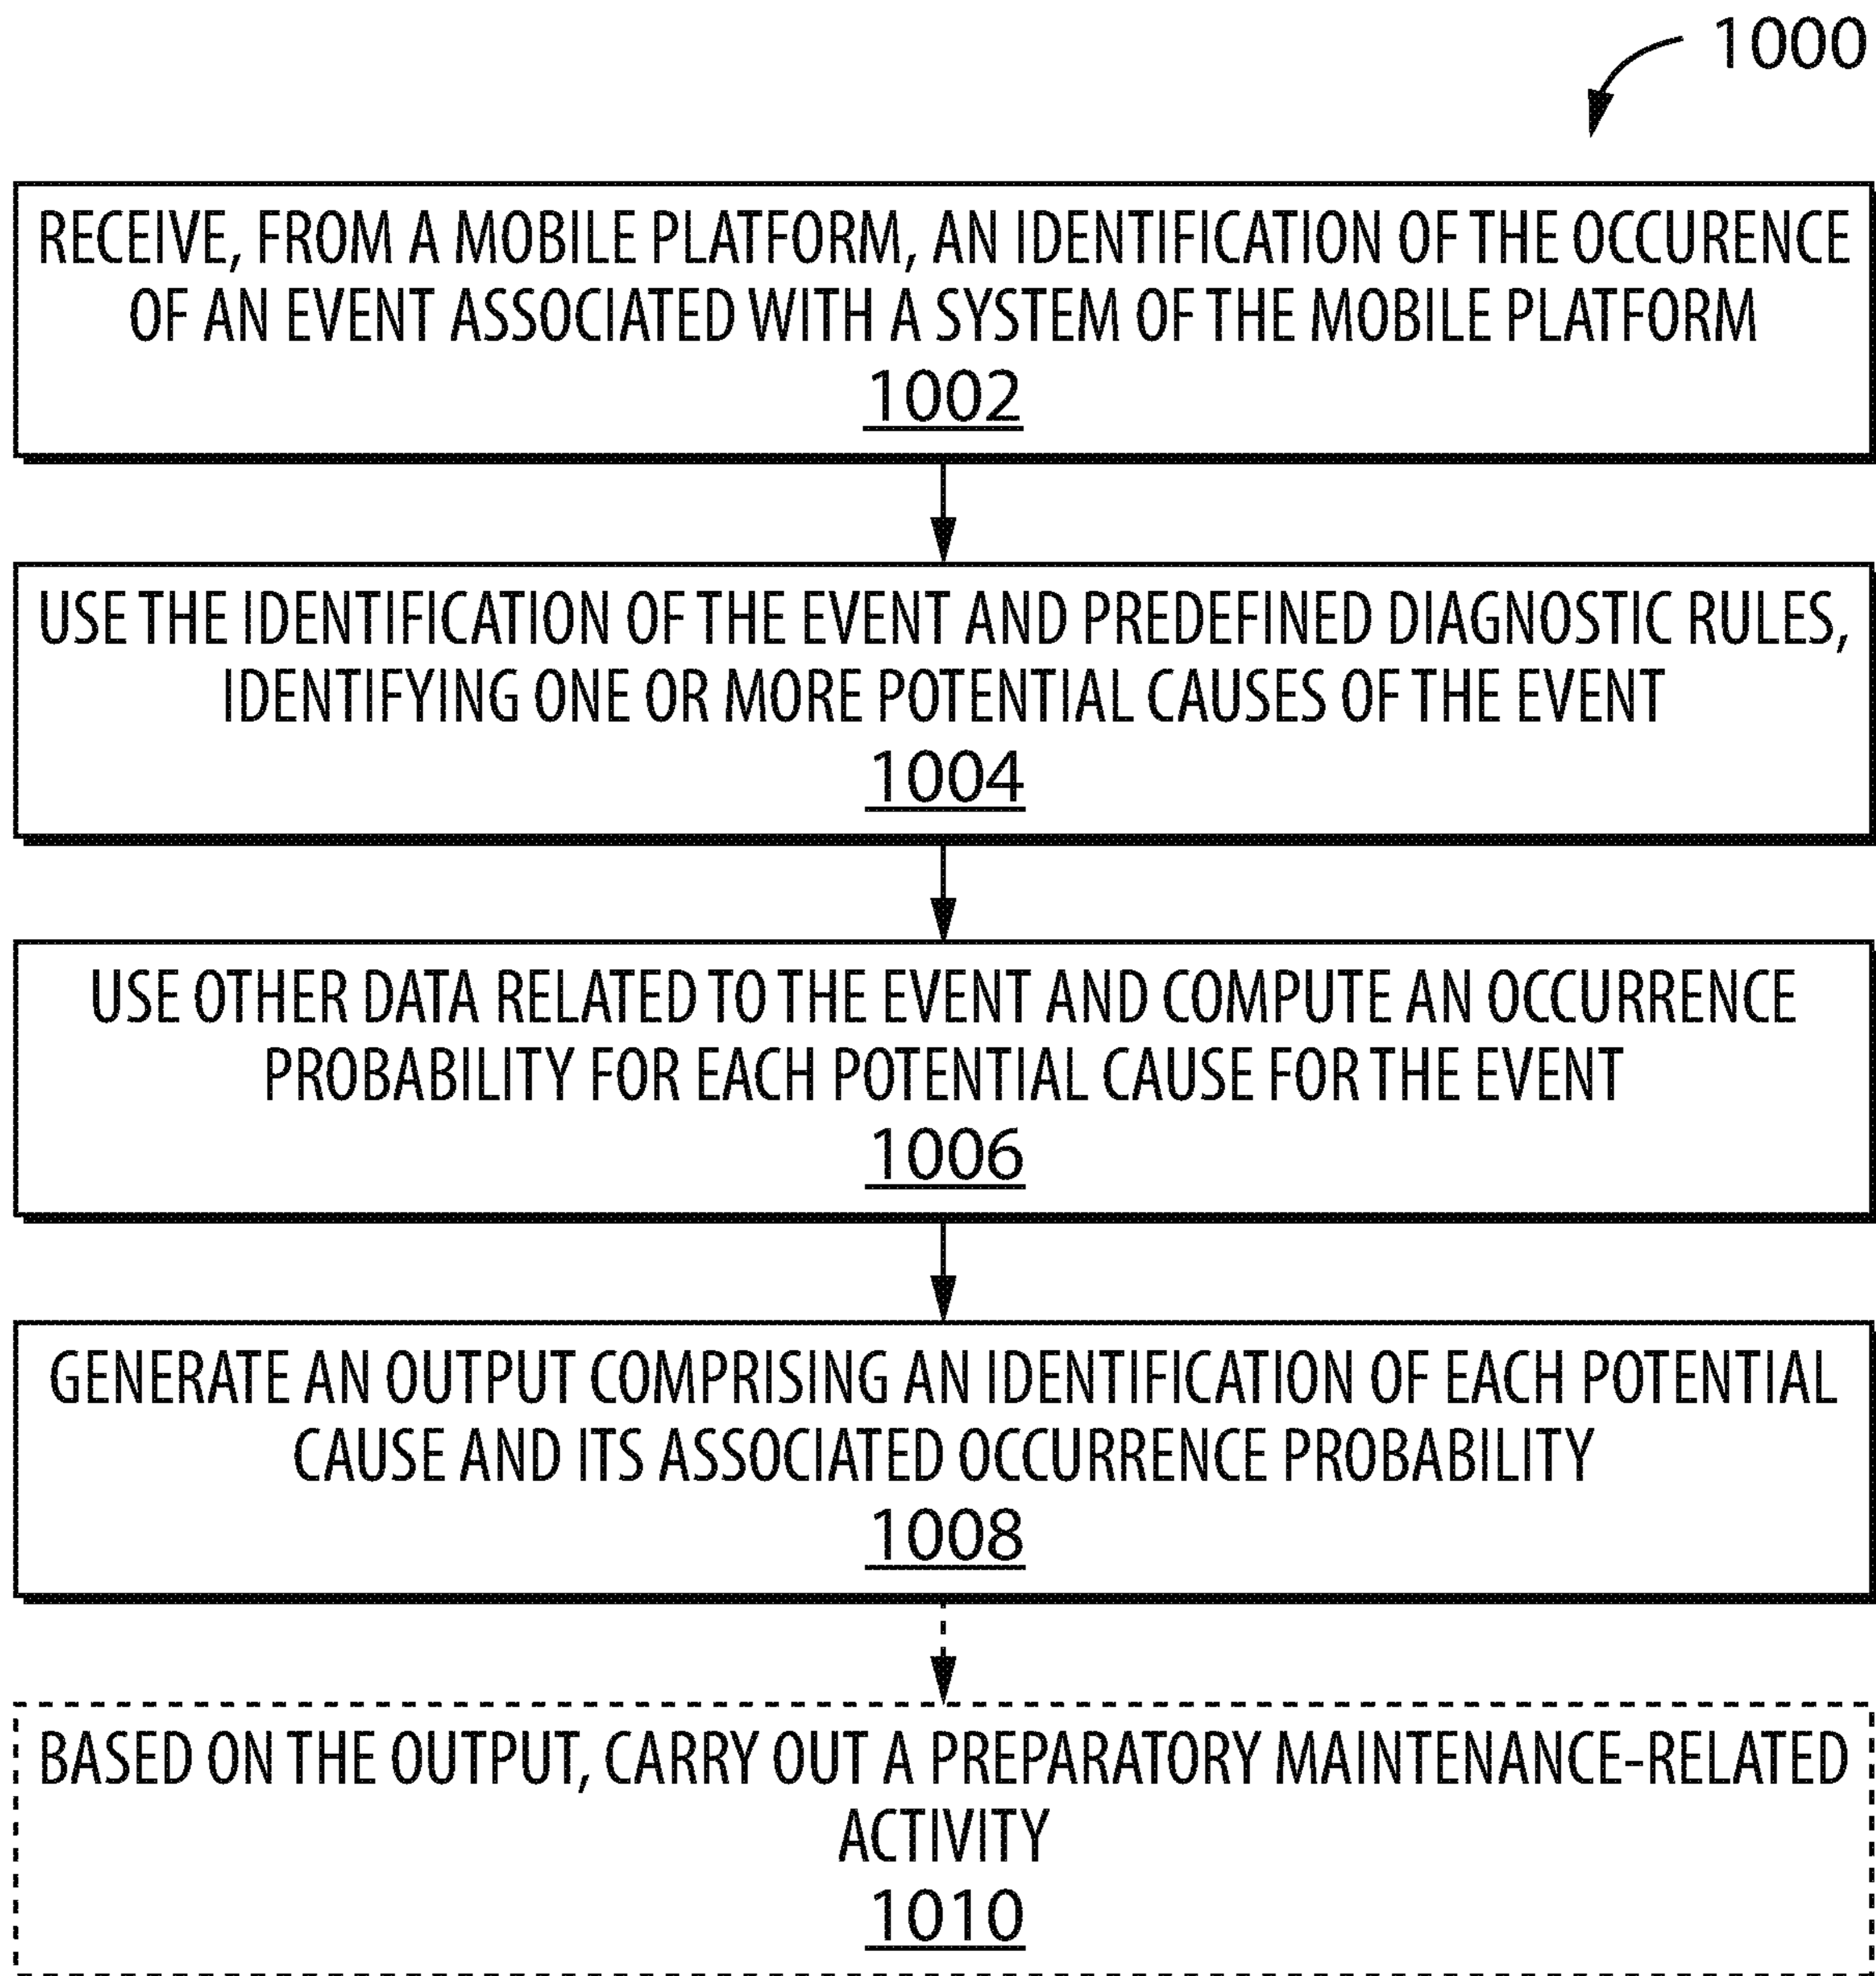 1000
RECEIVE, FROM A MOBILE PLATFORM, AN IDENTIFICATION OF THE OCCURENCE
OF AN EVENT ASSOCIATED WITH A SYSTEM OF THE MOBILE PLATFORM
1002
USE THE IDENTIFICATION OF THE EVENT AND PREDEFINED DIAGNOSTIC RULES,
IDENTIFYING ONE OR MORE POTENTIAL CAUSES OF THE EVENT
1004
USE OTHER DATA RELATED TO THE EVENT AND COMPUTE AN OCCURRENCE
PROBABILITY FOR EACH POTENTIAL CAUSE FOR THE EVENT
1006
GENERATE AN OUTPUT COMPRISING AN IDENTIFICATION OF EACH POTENTIAL
CAUSE AND ITS ASSOCIATED OCCURRENCE PROBABILITY
1008
BASED ON THE OUTPUT, CARRY OUT A PREPARATORY MAINTENANCE-RELATED
ACTIVITY
1010